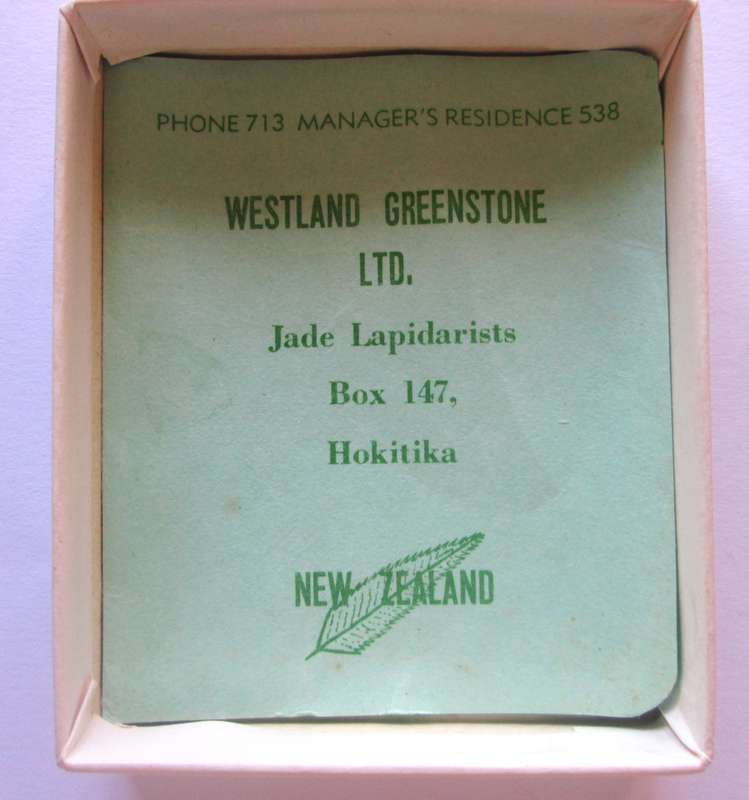 PHONE 713 MANAGER'S RESIDENCE 538
WESTLAND GREENSTONE
LTD.
Jade Lapidarists
Box 147,
Hokitika
NEW ZEALAND